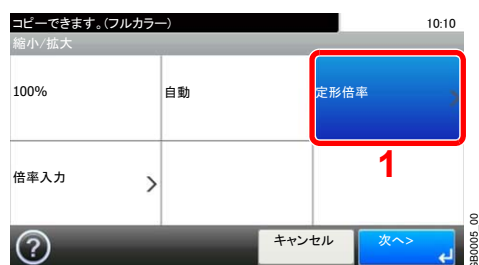 コピーできます。(フルカラー) 10:10
縮小/拡大
100% 自動 定形倍率
1
倍率入力
キャンセル 次へ>
GB0005_00